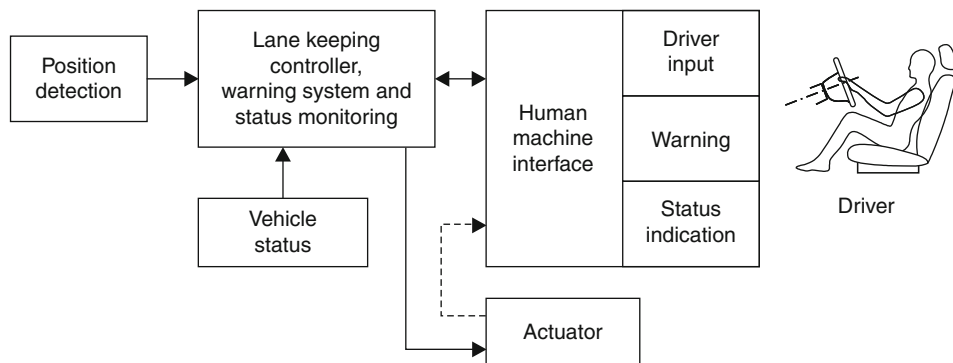 Position
detection
Lane keeping
controller,
warning system and
status monitoring
Vehicle
status
Human
machine
interface
Driver
input
Warning
Status
indication
Driver
Actuator